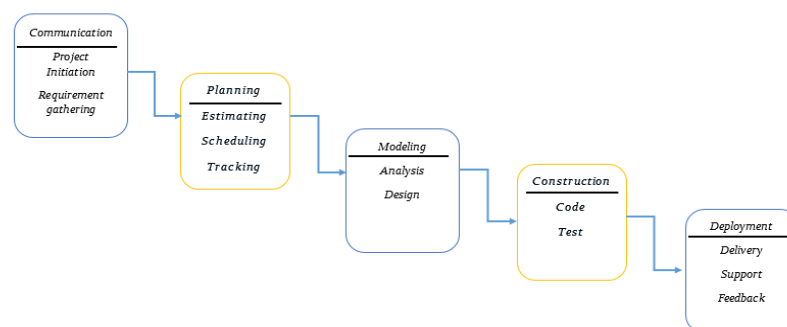 Communication
Project
Initiation
Requirement
gathering
Planning
Estimating
Scheduling
Tracking
Modeling
Analysis
Design
Construction
Code
Test
Deployment
Delivery
Support
Feedback